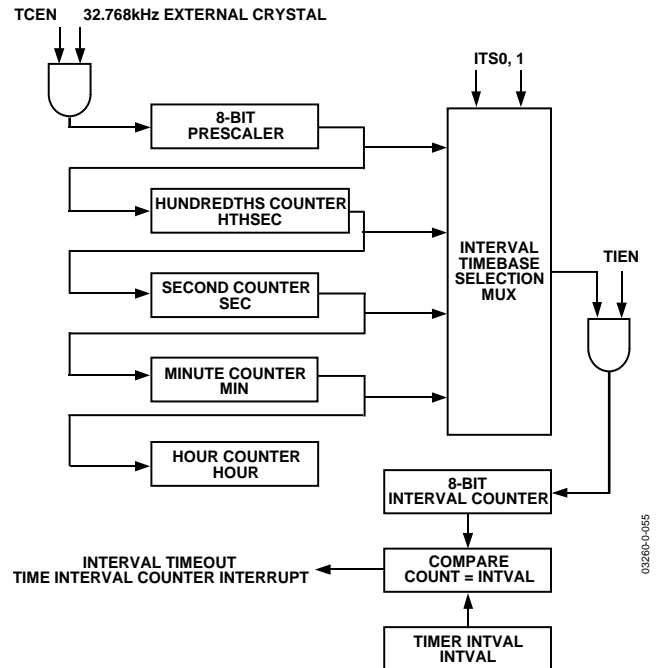 TCEN 32.768kHz EXTERNAL CRYSTAL
ITS0, 1
8-BIT
PRESCALER
HUNDREDTHS COUNTER
HTHSEC
INTERVAL
TIMEBASE
SELECTION
MUX
TIEN
SECOND COUNTER
SEC
MINUTE COUNTER
MIN
HOUR COUNTER
HOUR
8-BIT
INTERVAL COUNTER
INTERVAL TIMEOUT
TIME INTERVAL COUNTER INTERRUPT
COMPARE
COUNT = INTVAL
TIMER INTVAL
INTVAL
03260-0-055